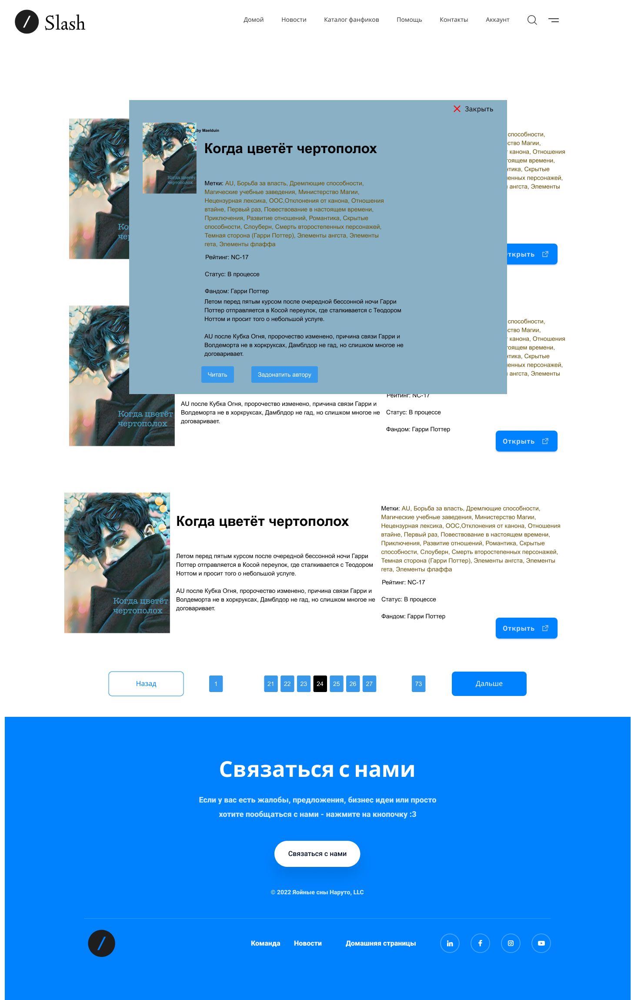 Slash
Домой
Новости
Каталог фанфиков
Помощь
Контакты
Аккаунт
Закрыть
by Maelduin
Когда цветёт чертополох
Когда цветёт
чертополох
Метки: AU, Борьба за власть, Дремлющие способности,
Магические учебные заведения, Министерство Магии,
Нецензурная лексика, ООС,Отклонения от канона, Отношения
втайне, Первый раз, Повествование в настоящем времени,
Приключения, Развитие отношений, Романтика, Скрытые
способности, Слоуберн, Смерть второстепенных персонажей,
Темная сторона (Гарри Поттер), Элементы ангста, Элементы
гета, Элементы флаффа
Рейтинг: NC-17
Статус: В процессе
Фандом: Гарри Поттер
Летом перед пятым курсом после очередной бессонной ночи Гарри
Поттер отправляется в Косой переулок, где сталкивается с Теодором
Ноттом и просит того о небольшой услуге.
AU после Кубка Огня, пророчество изменено, причина связи Гарри и
Волдеморта не в хоркруксах, Дамблдор не гад, но слишком многое не
договаривает.
Читать
Задонатить автору
способности,
Магии,
канона, Отношения
времени,
Скрытые
персонажей,
ангста, Элементы
Открыть
способности,
Магии,
канона, Отношения
времени,
Скрытые
персонажей,
ангста, Элементы
AU после Кубка Огня, пророчество изменено, причина связи Гарри и
Волдеморта не в хоркруксах, Дамблдор не гад, но слишком многое не
договаривает.
Когда цветёт
чертополох
Рейтинг: NC-17
Статус: В процессе
Фандом: Гарри Поттер
Открыть
Когда цветёт
чертополох
Когда цветёт чертополох
Летом перед пятым курсом после очередной бессонной ночи Гарри
Поттер отправляется в Косой переулок, где сталкивается с Теодором
Ноттом и просит того о небольшой услуге.
AU после Кубка Огня, пророчество изменено, причина связи Гарри и
Волдеморта не в хоркруксах, Дамблдор не гад, но слишком многое не
договаривает.
Метки: AU, Борьба за власть, Дремлющие способности,
Магические учебные заведения, Министерство Магии,
Нецензурная лексика, ООС,Отклонения от канона, Отношения
втайне, Первый раз, Повествование в настоящем времени,
Приключения, Развитие отношений, Романтика, Скрытые
способности, Слоуберн, Смерть второстепенных персонажей,
Темная сторона (Гарри Поттер), Элементы ангста, Элементы
гета, Элементы флаффа
Рейтинг: NC-17
Статус: В процессе
Фандом: Гарри Поттер
Открыть
Назад
1
21
22
23
24
25
26
27
73
Дальше
Связаться с нами
Если у вас есть жалобы, предложения, бизнес идеи или просто
хотите пообщаться с нами - нажмите на кнопочку :3
Связаться с нами
© 2022 Яойные сны Наруто, LLC
Команда
Новости
Домашняя страницы